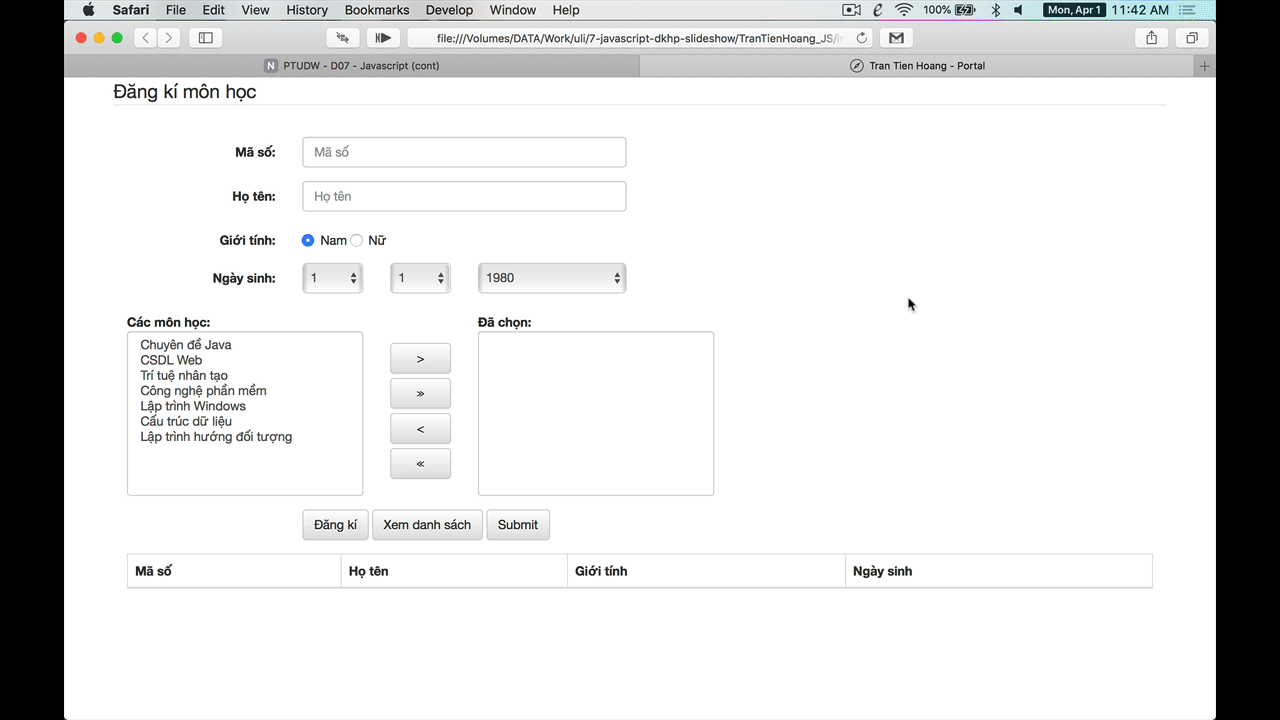 Safari File Edit View History Bookmarks Develop Window Help 100% Mon, Apr 1 11:42 AM
file:///Volumes/DATA/Work/uli/7-javascript-dkhp-slideshow/TranTienHoang_JS/in
N PTUDW - D07 - Javascript (cont) Tran Tien Hoang - Portal
Đăng kí môn học
Mã số: Mã số
Họ tên: Họ tên
Giới tính: Nam Nữ
Ngày sinh: 1 1 1980
Các môn học: Đã chọn:
Chuyên đề Java
CSDL Web
Trí tuệ nhân tạo
Công nghệ phần mềm
Lập trình Windows
Cấu trúc dữ liệu
Lập trình hướng đối tượng
>
»
<
«
Đăng kí Xem danh sách Submit
Mã số Họ tên Giới tính Ngày sinh